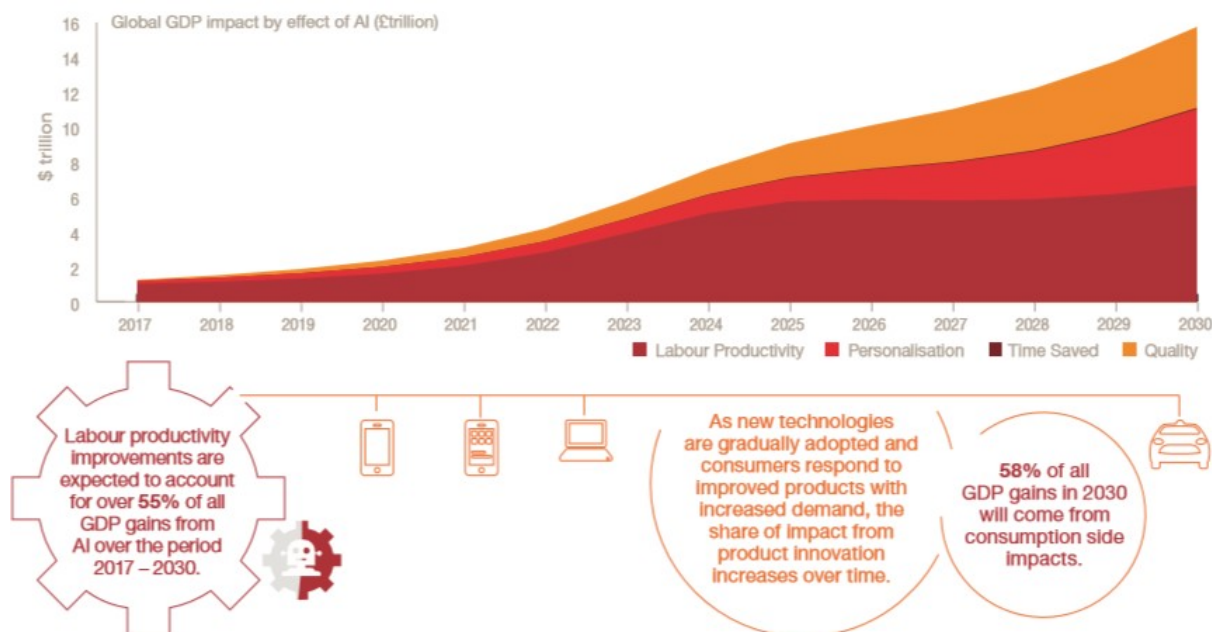 Global GDP impact by effect of AI (£trillion)
16
14
12
10
8
6
4
2
0
$ trillion
2017 2018 2019 2020 2021 2022 2023 2024 2025 2026 2027 2028 2029 2030
Labour Productivity Personalisation Time Saved Quality
Labour productivity
improvements are
expected to account
for over 55% of all
GDP gains from
AI over the period
2017 – 2030.
As new technologies
are gradually adopted and
consumers respond to
improved products with
increased demand, the
share of impact from
product innovation
increases over time.
58% of all
GDP gains in 2030
will come from
consumption side
impacts.